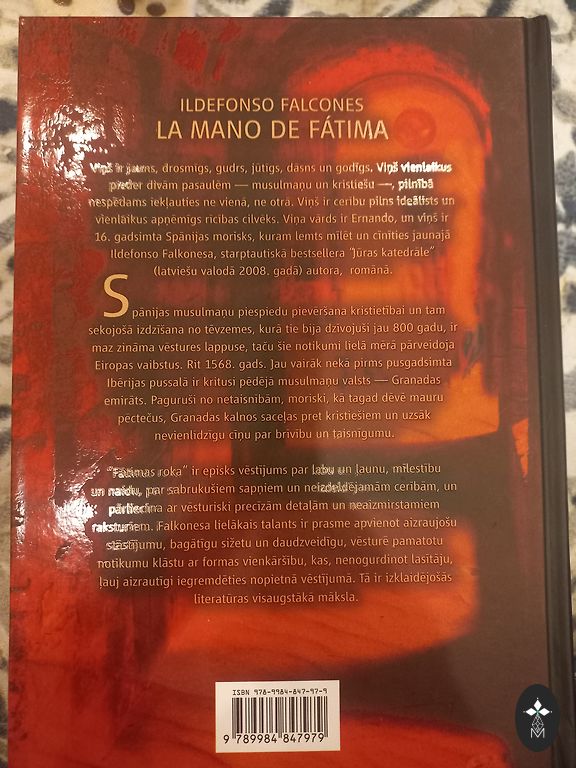 ILDEFONSO FALCONES
LA MANO DE FÁTIMA
Viņš ir jauns, drosmīgs, gudrs, jūtīgs, dāsns un godīgs. Viņš vienlaikus
pieder divām pasaulēm — musulmaņu un kristiešu —, pilnībā
nespēdams iekļauties ne vienā, ne otrā. Viņš ir cerību pilns ideālists un
vienlaikus apņēmīgs rīcības cilvēks. Viņa vārds ir Ernando, un viņš ir
16. gadsimta Spānijas morisks, kuram lemts mīlēt un cīnīties jaunajā
Ildefonso Falkonesa, starptautiskā bestsellera "Jūras katedrāle"
(latviešu valodā 2008. gadā) autora, romānā.
Spānijas musulmaņu piespiedu pievēršana kristietībai un tam
sekojošā izdzīšana no tēvzemes, kurā tie bija dzīvojuši jau 800 gadu, ir
maz zināma vēstures lappuse, taču šie notikumi lielā mērā pārveidoja
Eiropas vaibstus. Rit 1568. gads. Jau vairāk nekā pirms pusgadsimta
Ibērijas pussalā ir kritusi pēdējā musulmaņu valsts — Granadas
emirāts. Paguruši no netaisnībām, moriski, kā tagad dēvē mauru
pēctečus, Granadas kalnos saceļas pret kristiešiem un uzsāk
nevienlīdzīgu cīņu par brīvību un taisnīgumu.
"Fātimas roka" ir episks vēstījums par ļabu un ļaunu, mīlestību
un naidu, par sabrukušiem sapņiem un neizdeldējamām cerībām, un
pārliecina ar vēsturiski precīzām detaļām un neaizmirstamiem
raksturiem. Falkonesa lielākais talants ir prasme apvienot aizraujošu
stāstījumu, bagātīgu sižetu un daudzveidīgu, vēsturē pamatotu
notikumu klāstu ar formas vienkāršību, kas, nenogurdinot lasītāju,
ļauj aizrautīgi iegremdēties nopietnā vēstījumā. Tā ir izklaidējošās
literatūras visaugstākā māksla.
ISBN 978-9984-847-97-9
9 789984 847979
M